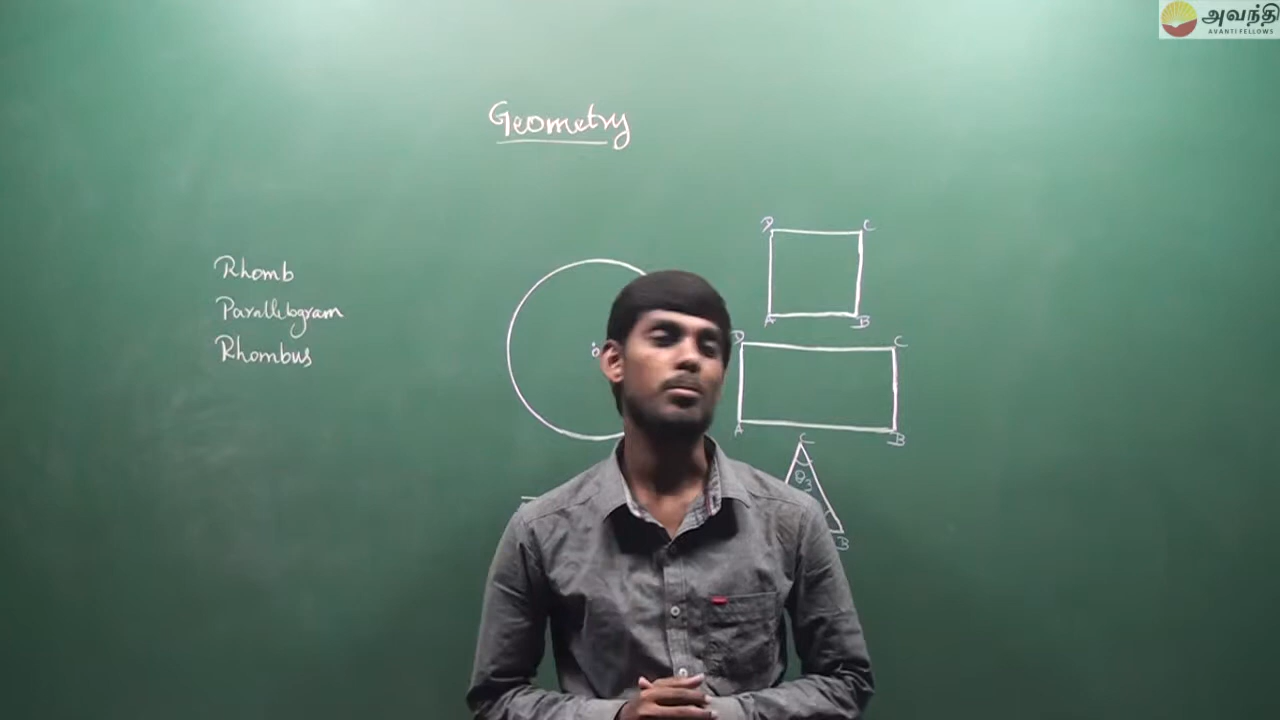 அவந்தி
AVANTI FELLOWS
Geometry
Rhomb
Parallelogram
Rhombus
O
D C
A B
D C
A B
C
θ3
B